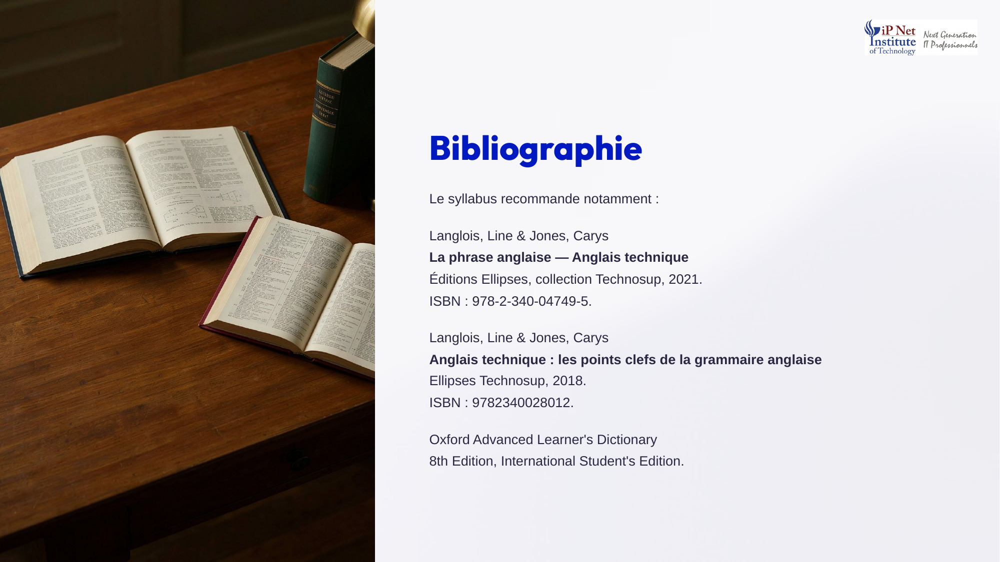 iP Net
Institute
of Technology
Next Generation
IT Professionnels
Bibliographie
Le syllabus recommande notamment :
Langlois, Line & Jones, Carys
La phrase anglaise — Anglais technique
Éditions Ellipses, collection Technosup, 2021.
ISBN : 978-2-340-04749-5.
Langlois, Line & Jones, Carys
Anglais technique : les points clefs de la grammaire anglaise
Ellipses Technosup, 2018.
ISBN : 9782340028012.
Oxford Advanced Learner's Dictionary
8th Edition, International Student's Edition.